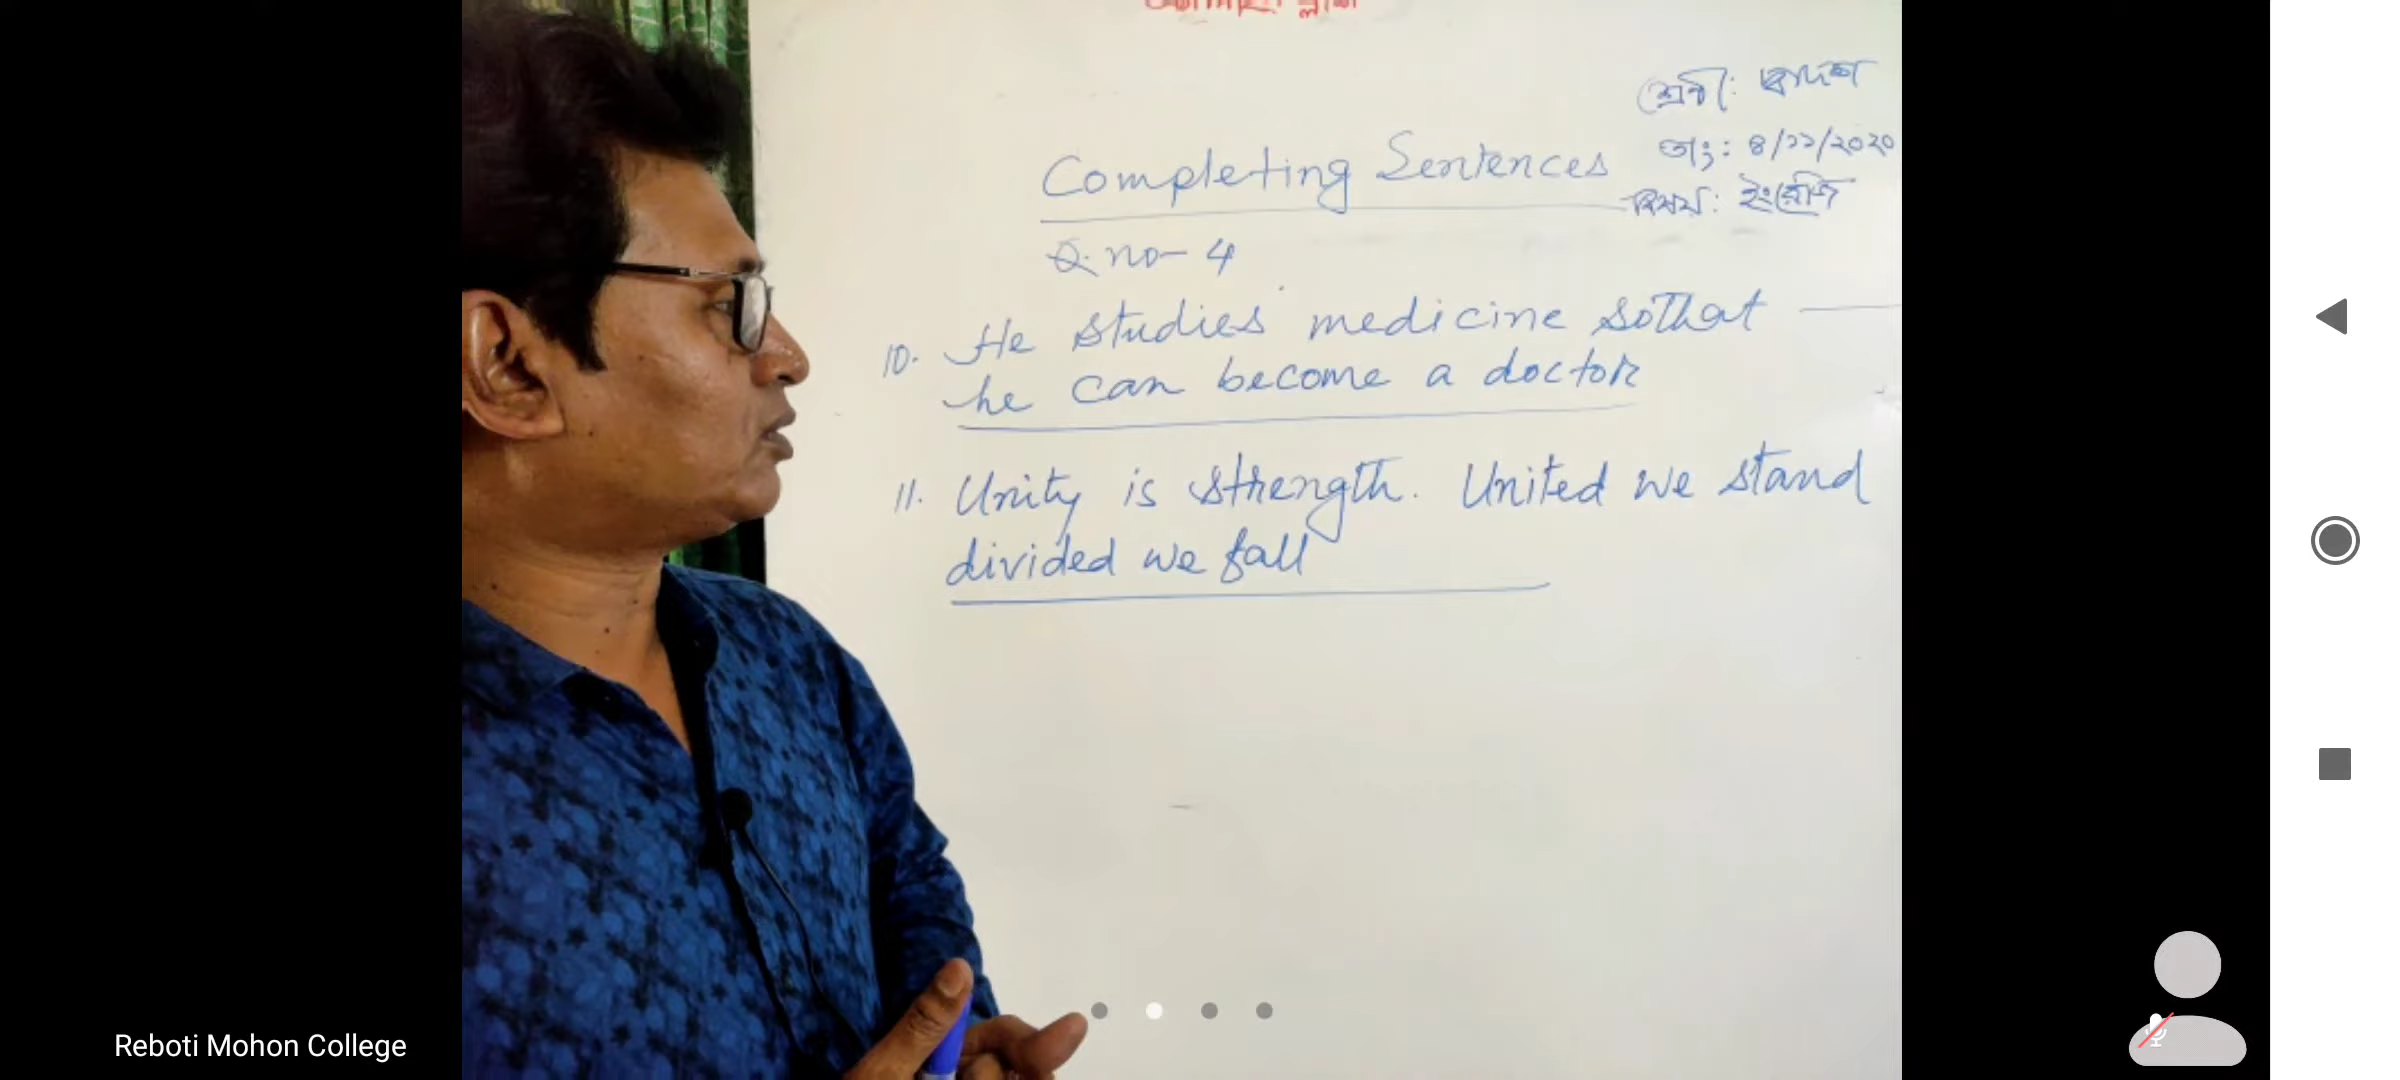 শ্রেণী: দ্বাদশ
তাং: ৪/১১/২০২০
বিষয়: ইংরেজি
Completing Sentences
Q. no- 4
10. He studies medicine so that
he can become a doctor
11. Unity is strength. United we stand
divided we fall
Reboti Mohon College